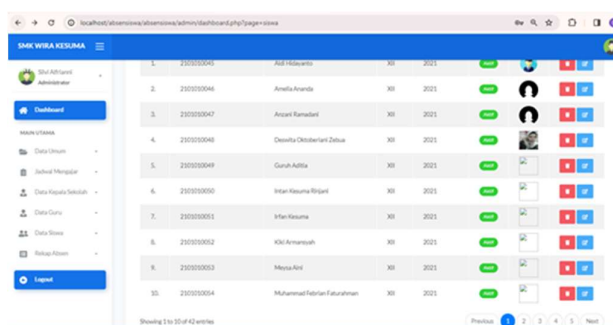 localhost/absensiswa/absensiswa/admin/dashboard.php?page=siswa
SMK WIRA KESUMA
Silvi Afrianni
Administrator
Dashboard
MAIN UTAMA
Data Umum
Jadwal Mengajar
Data Kepala Sekolah
Data Guru
Data Siswa
Rekap Absen
Logout
1. 2101010045 Aldi Hidayanto XII 2021
2. 2101010046 Amelia Ananda XII 2021
3. 2101010047 Anzani Ramadani XII 2021
4. 2101010048 Deswita Oktoberiani Zebua XII 2021
5. 2101010049 Guruh Aditia XII 2021
6. 2101010050 Intan Kesuma Rinjani XII 2021
7. 2101010051 Irfan Kesuma XII 2021
8. 2101010052 Kiki Armansyah XII 2021
9. 2101010053 Meysa Aini XII 2021
10. 2101010054 Muhammad Febrian Faturahman XII 2021
Showing 1 to 10 of 42 entries
Previous 1 2 3 4 5 Next